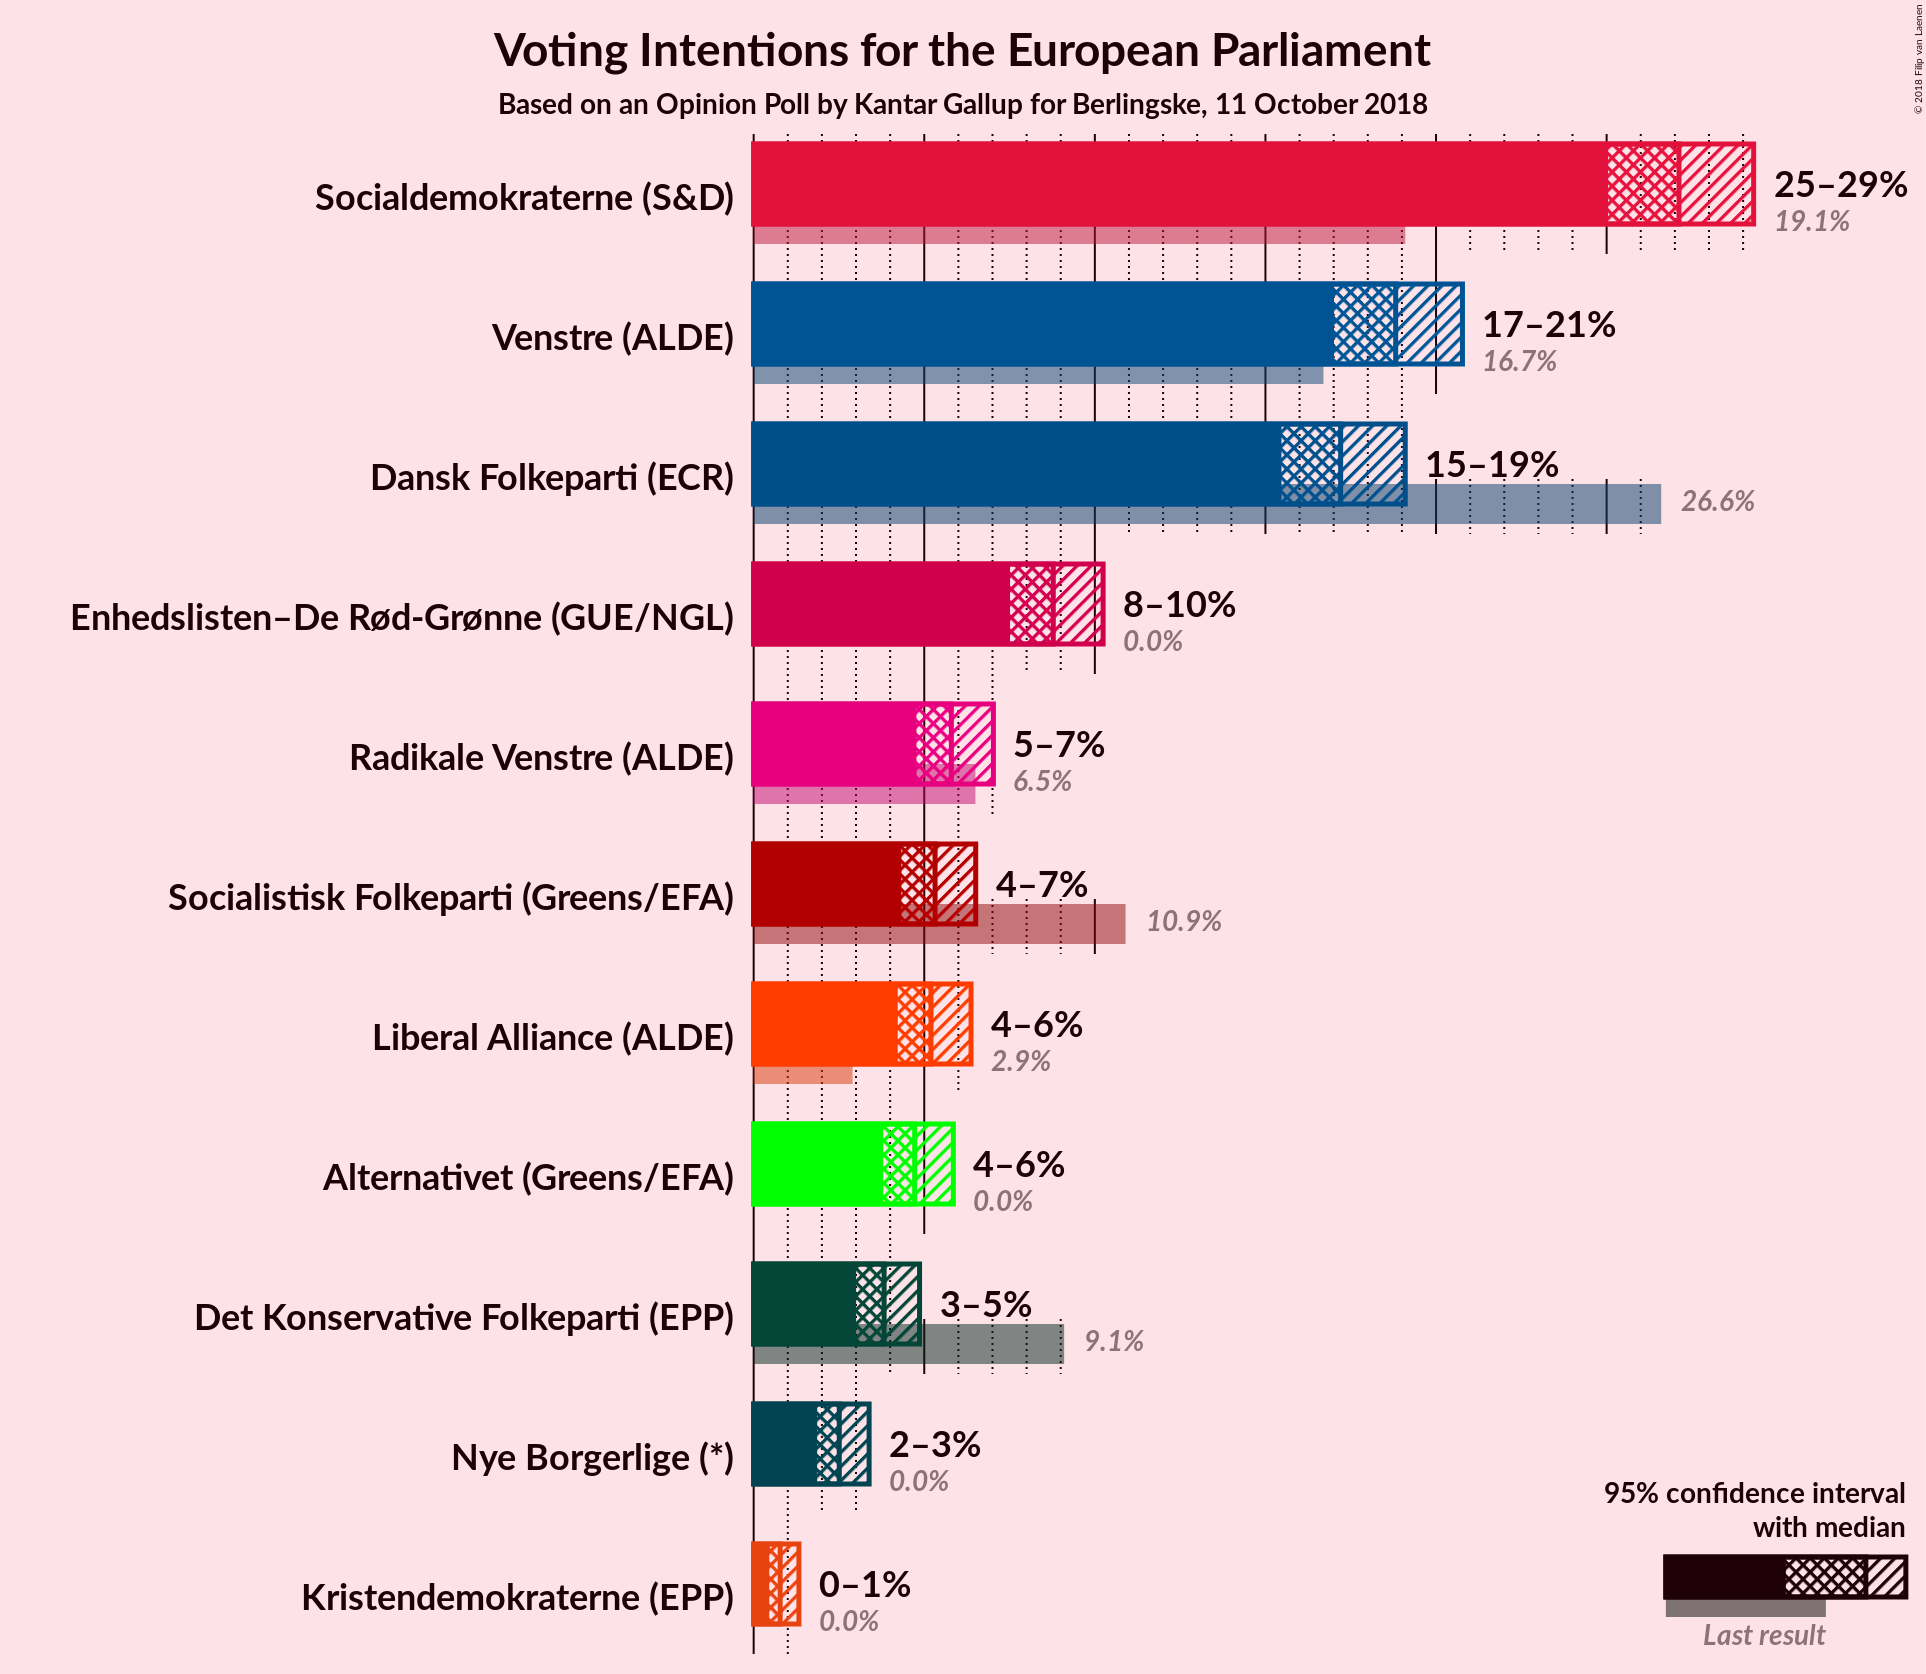 Voting Intentions for the European Parliament
Based on an Opinion Poll by Kantar Gallup for Berlingske, 11 October 2018
© 2018 Filip van Laenen
Socialdemokraterne (S&D)
25–29%
19.1%
Venstre (ALDE)
17–21%
16.7%
Dansk Folkeparti (ECR)
15–19%
26.6%
Enhedslisten–De Rød-Grønne (GUE/NGL)
8–10%
0.0%
Radikale Venstre (ALDE)
5–7%
6.5%
Socialistisk Folkeparti (Greens/EFA)
4–7%
10.9%
Liberal Alliance (ALDE)
4–6%
2.9%
Alternativet (Greens/EFA)
4–6%
0.0%
Det Konservative Folkeparti (EPP)
3–5%
9.1%
Nye Borgerlige (*)
2–3%
0.0%
Kristendemokraterne (EPP)
0–1%
0.0%
95% confidence interval
with median
Last result